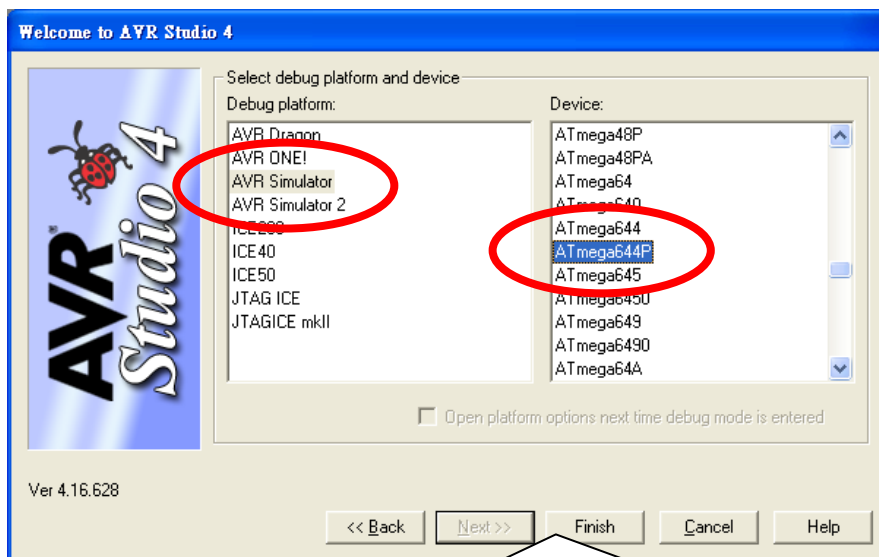 Welcome to AVR Studio 4
AVR Studio 4
Select debug platform and device
Debug platform:
AVR Dragon
AVR ONE!
AVR Simulator
AVR Simulator 2
ICE200
ICE40
ICE50
JTAG ICE
JTAGICE mkII
Device:
ATmega48P
ATmega48PA
ATmega64
ATmega640
ATmega644
ATmega644P
ATmega645
ATmega6450
ATmega649
ATmega6490
ATmega64A
Open platform options next time debug mode is entered
Ver 4.16.628
<< Back Next >> Finish Cancel Help